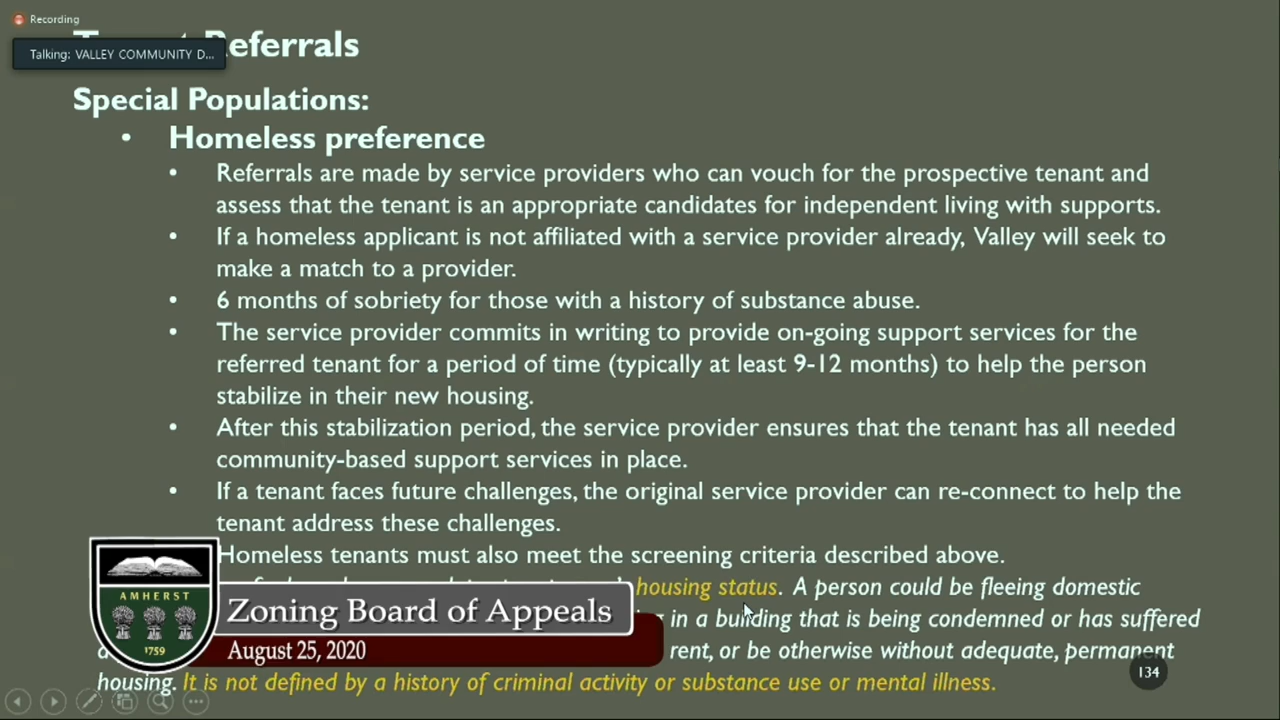 Recording
Referrals
Talking: VALLEY COMMUNITY D...
Special Populations:
• Homeless preference
• Referrals are made by service providers who can vouch for the prospective tenant and
assess that the tenant is an appropriate candidates for independent living with supports.
• If a homeless applicant is not affiliated with a service provider already, Valley will seek to
make a match to a provider.
• 6 months of sobriety for those with a history of substance abuse.
• The service provider commits in writing to provide on-going support services for the
referred tenant for a period of time (typically at least 9-12 months) to help the person
stabilize in their new housing.
• After this stabilization period, the service provider ensures that the tenant has all needed
community-based support services in place.
• If a tenant faces future challenges, the original service provider can re-connect to help the
tenant address these challenges.
Homeless tenants must also meet the screening criteria described above.
housing status. A person could be fleeing domestic
in a building that is being condemned or has suffered
rent, or be otherwise without adequate, permanent
housing. It is not defined by a history of criminal activity or substance use or mental illness.
134
AMHERST
1759
Zoning Board of Appeals
August 25, 2020